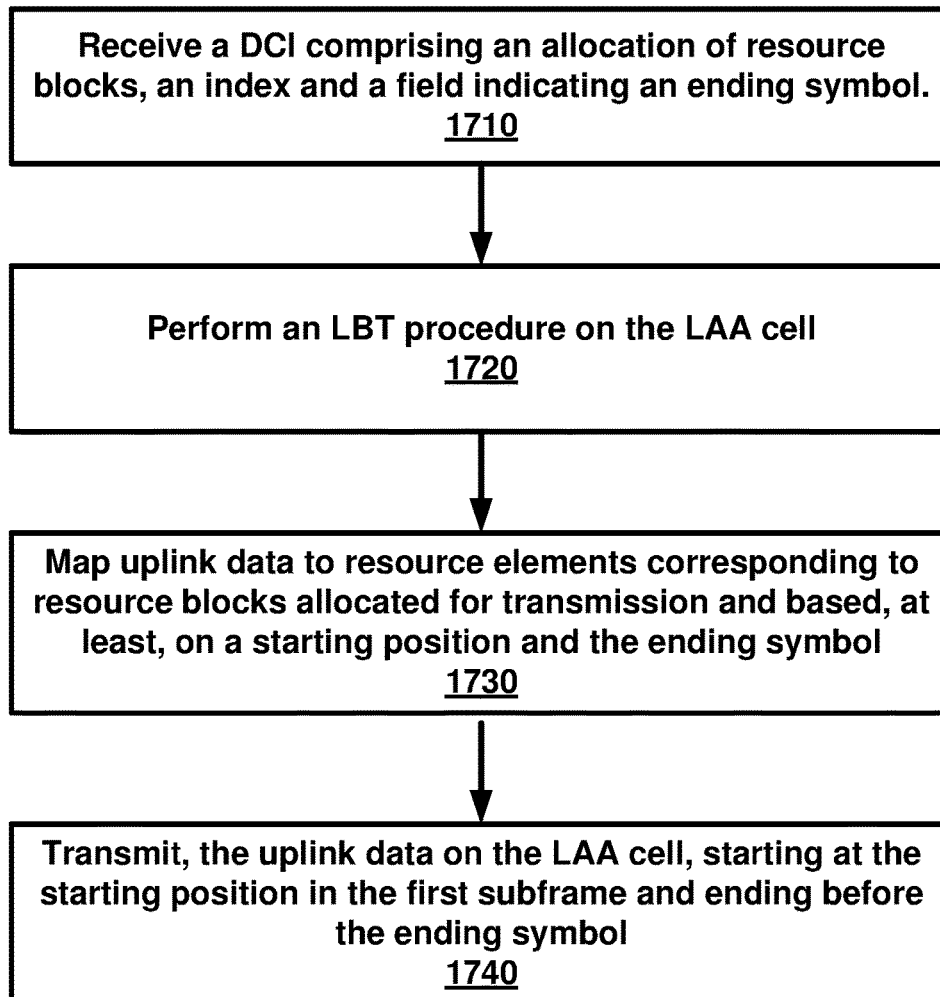 Receive a DCI comprising an allocation of resource
blocks, an index and a field indicating an ending symbol.
1710
Perform an LBT procedure on the LAA cell
1720
Map uplink data to resource elements corresponding to
resource blocks allocated for transmission and based, at
least, on a starting position and the ending symbol
1730
Transmit, the uplink data on the LAA cell, starting at the
starting position in the first subframe and ending before
the ending symbol
1740